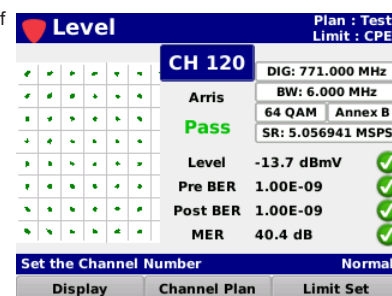 f
Level
Plan : Test
Limit : CPE
CH 120
DIG: 771.000 MHz
Arris
BW: 6.000 MHz
64 QAM Annex B
Pass
SR: 5.056941 MSPS
Level -13.7 dBmV
Pre BER 1.00E-09
Post BER 1.00E-09
MER 40.4 dB
Set the Channel Number Normal
Display Channel Plan Limit Set